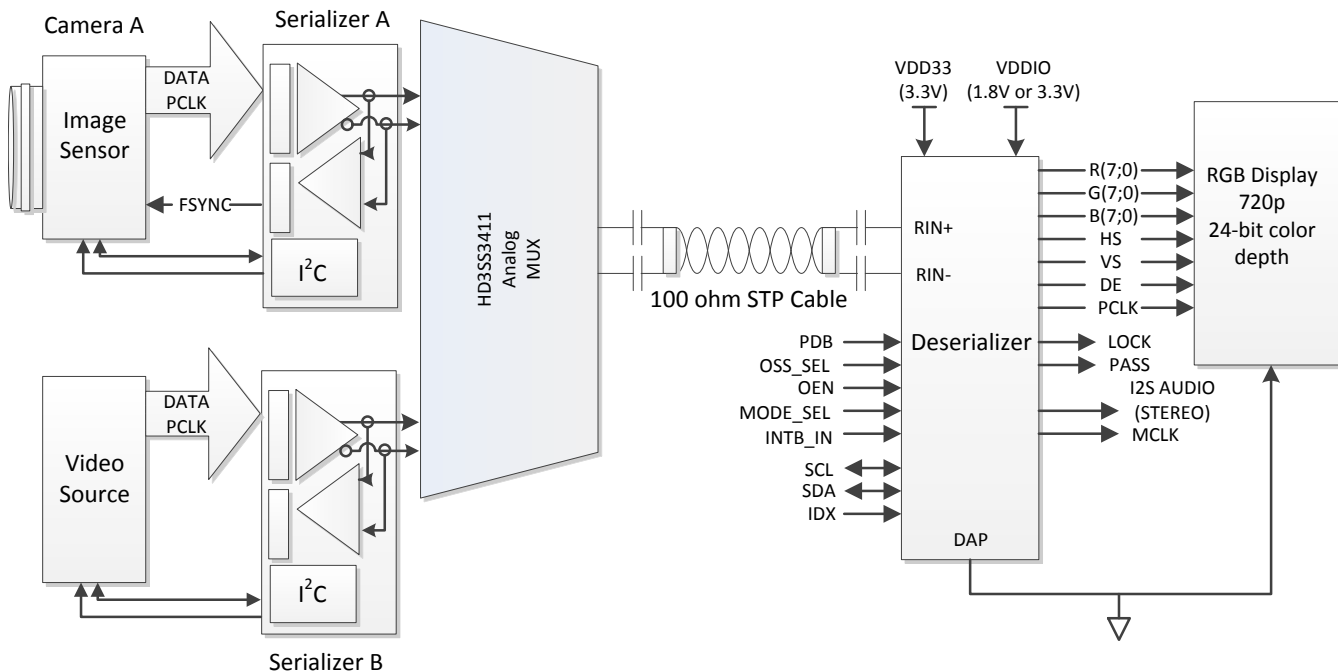 Camera A
Serializer A
DATA
PCLK
Image
Sensor
FSYNC
I²C
HD3SS3411
Analog
MUX
Video
Source
DATA
PCLK
I²C
Serializer B
100 ohm STP Cable
VDD33
(3.3V)
VDDIO
(1.8V or 3.3V)
RIN+
RIN-
Deserializer
DAP
PDB
OSS_SEL
OEN
MODE_SEL
INTB_IN
SCL
SDA
IDX
R(7;0)
G(7;0)
B(7;0)
HS
VS
DE
PCLK
LOCK
PASS
I2S AUDIO
(STEREO)
MCLK
RGB Display
720p
24-bit color
depth